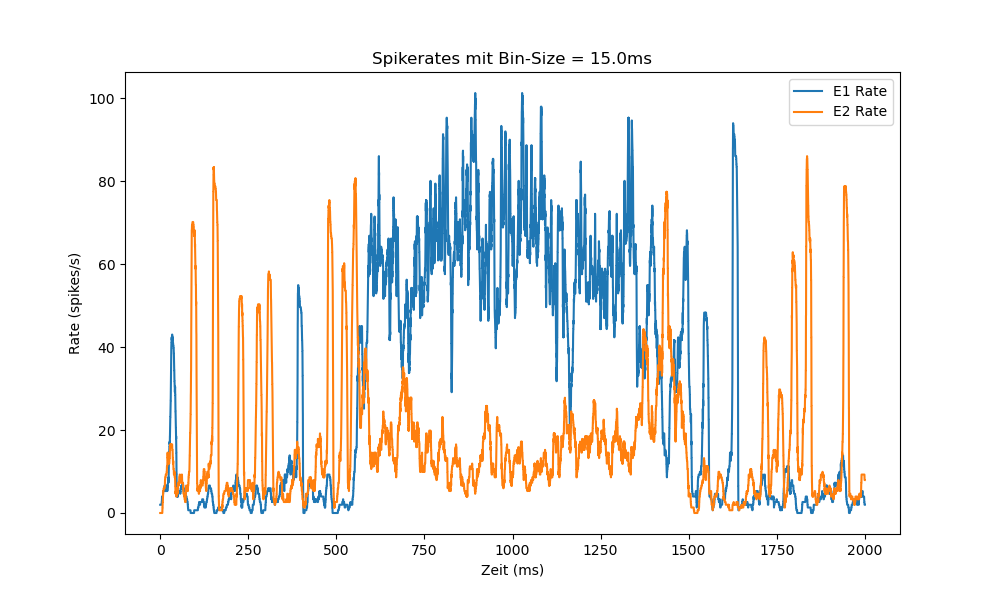 Spikerates mit Bin-Size = 15.0ms
E1 Rate
E2 Rate
100
80
60
40
20
0
Rate (spikes/s)
0 250 500 750 1000 1250 1500 1750 2000
Zeit (ms)